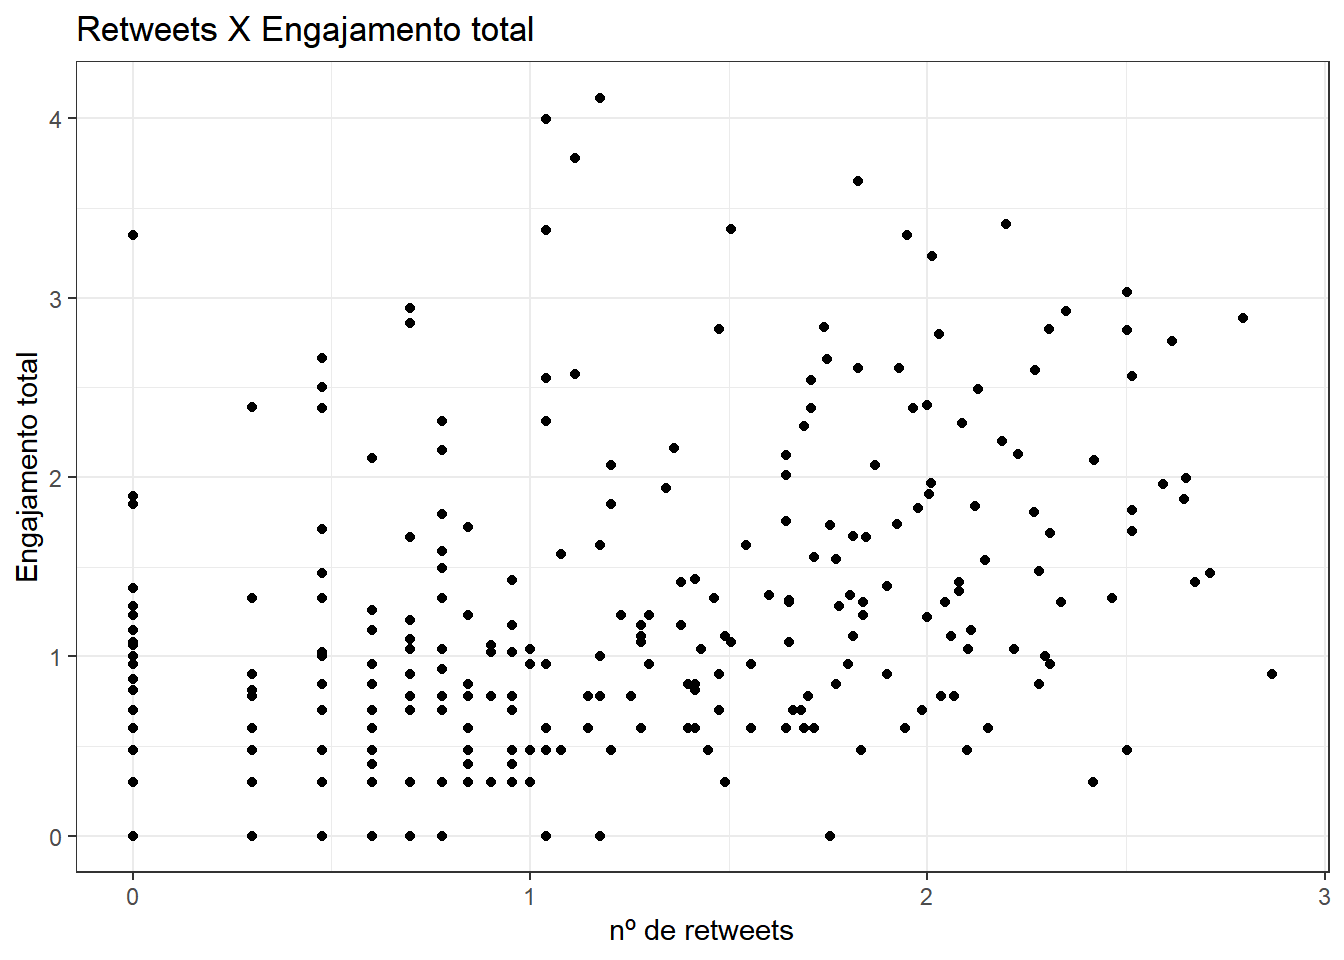 Retweets X Engajamento total
4
3
2
1
0
Engajamento total
0 1 2 3
nº de retweets